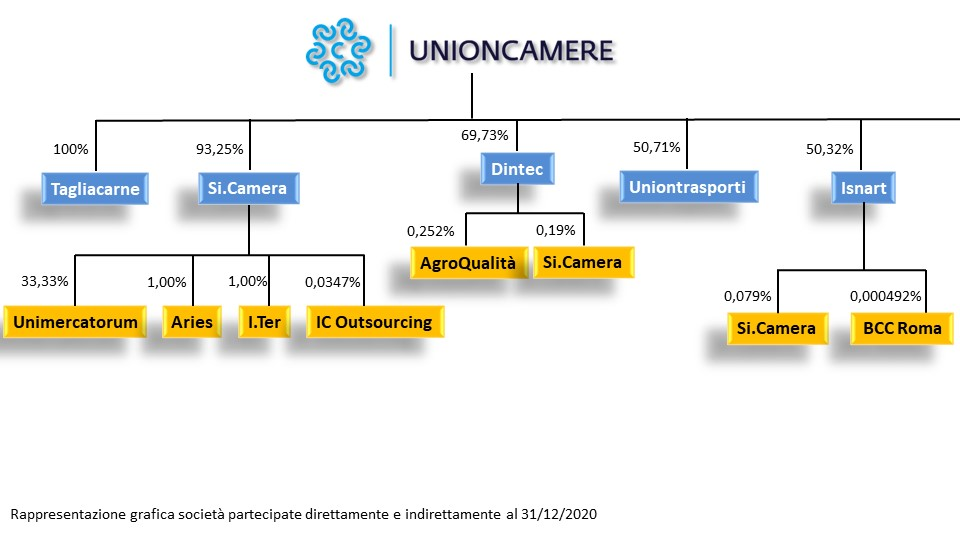 UNIONCAMERE
100%
93,25%
69,73%
50,71%
50,32%
Tagliacarne
Si.Camera
Dintec
Uniontrasporti
Isnart
0,252%
0,19%
AgroQualità
Si.Camera
33,33%
1,00%
1,00%
0,0347%
0,079%
0,000492%
Unimercatorum
Aries
I.Ter
IC Outsourcing
Si.Camera
BCC Roma
Rappresentazione grafica società partecipate direttamente e indirettamente al 31/12/2020